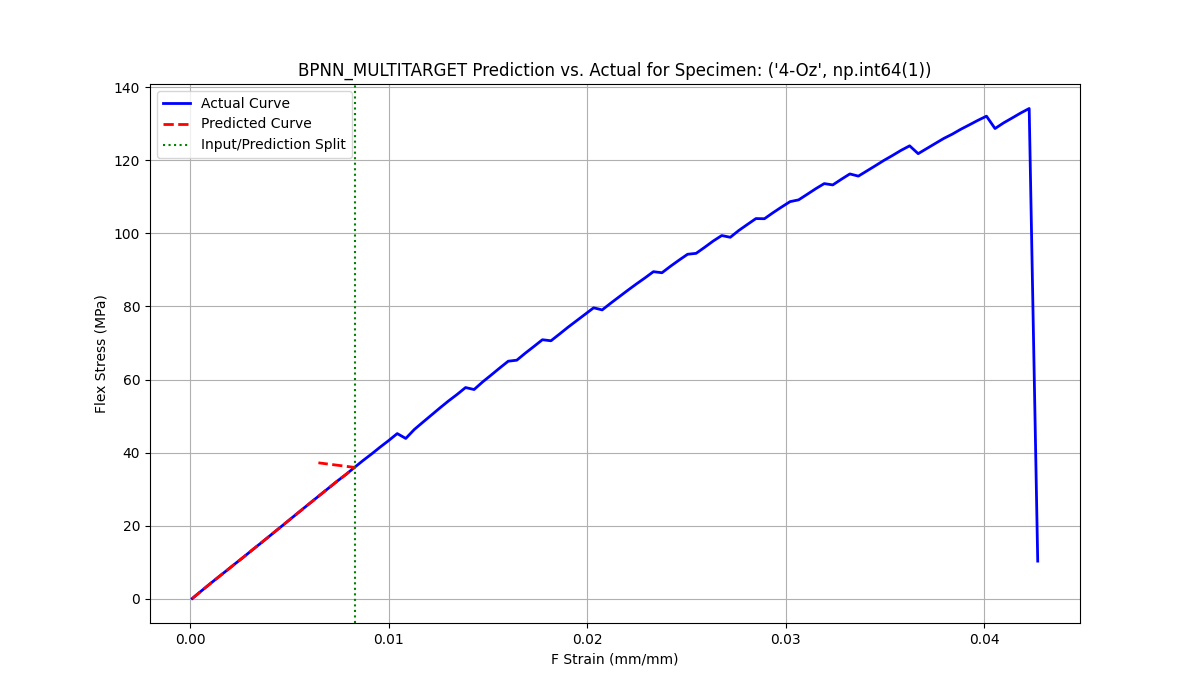 BPNN_MULTITARGET Prediction vs. Actual for Specimen: ('4-Oz', np.int64(1))
Actual Curve
Predicted Curve
Input/Prediction Split
140
120
100
80
60
40
20
0
Flex Stress (MPa)
0.00 0.01 0.02 0.03 0.04
F Strain (mm/mm)